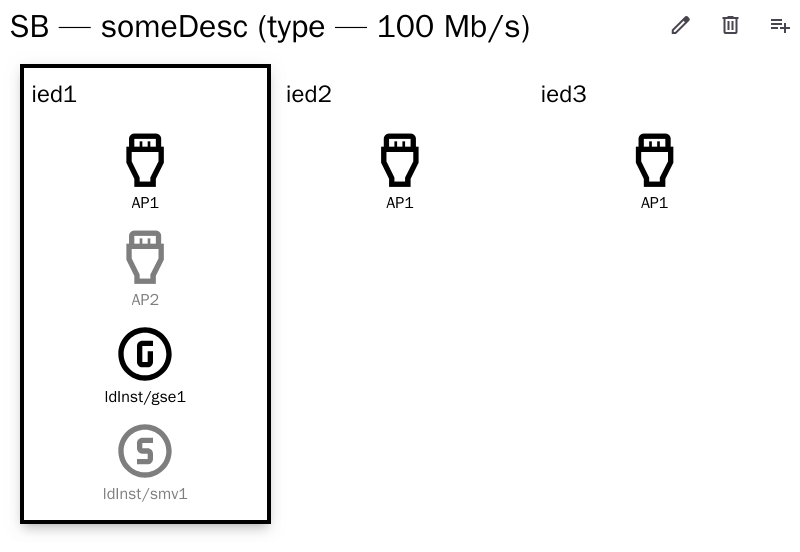 SB — someDesc (type — 100 Mb/s)
ied1
AP1
AP2
G
ldInst/gse1
S
ldInst/smv1
ied2
AP1
ied3
AP1